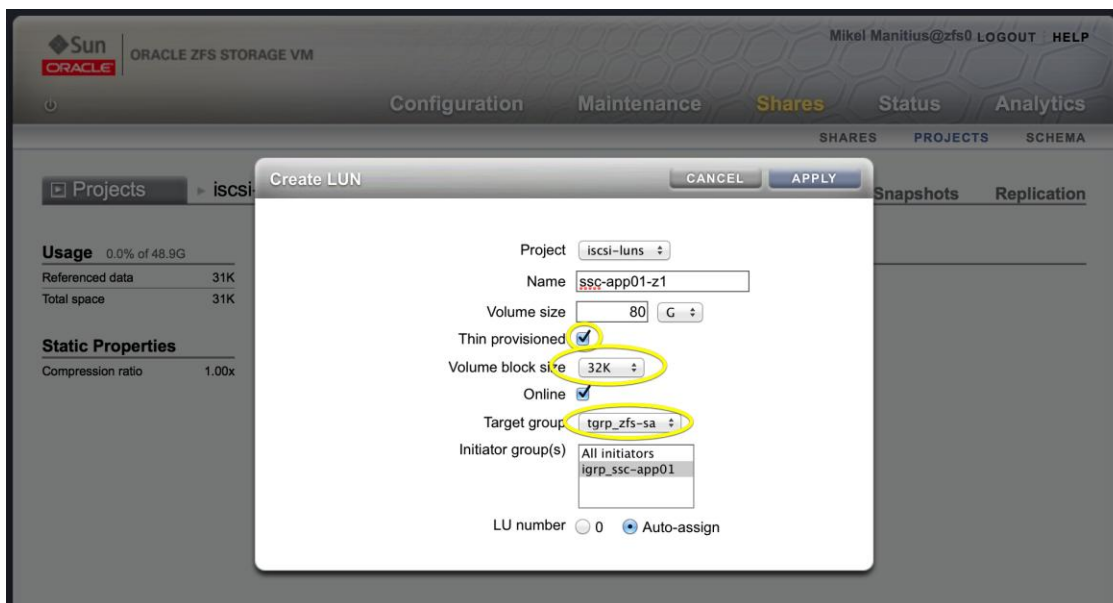 Sun
ORACLE
ORACLE ZFS STORAGE VM
Mikel Manitius@zfs0 LOGOUT HELP
Configuration Maintenance Shares Status Analytics
SHARES PROJECTS SCHEMA
Projects iscsi-
Snapshots Replication
Usage 0.0% of 48.9G
Referenced data 31K
Total space 31K
Static Properties
Compression ratio 1.00x
Create LUN CANCEL APPLY
Project iscsi-luns
Name ssc-app01-z1
Volume size 80 G
Thin provisioned
Volume block size 32K
Online
Target group tgrp_zfs-sa
Initiator group(s) All initiators
igrp_ssc-app01
LU number 0 Auto-assign